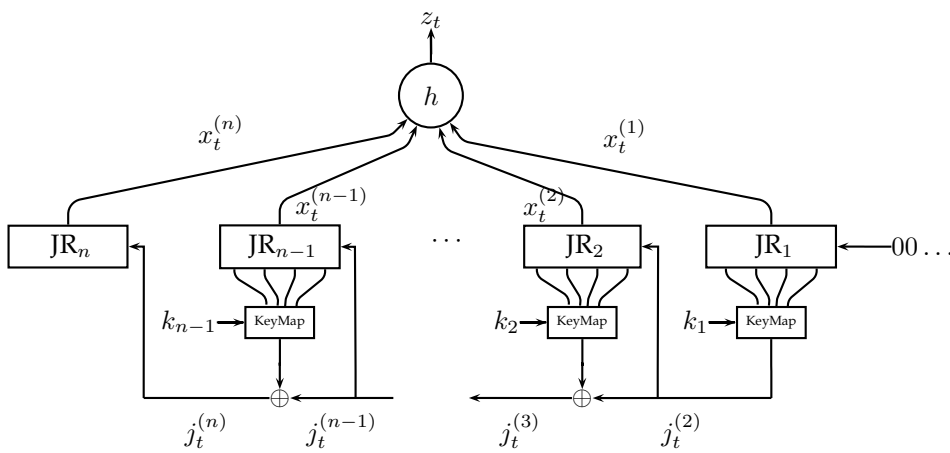 z_t
h
x_t^{(n)} x_t^{(1)}
x_t^{(n-1)} x_t^{(2)}
JR_n JR_{n-1} ... JR_2 JR_1 00...
k_{n-1} KeyMap k_2 KeyMap k_1 KeyMap
⊕ ⊕
j_t^{(n)} j_t^{(n-1)} j_t^{(3)} j_t^{(2)}